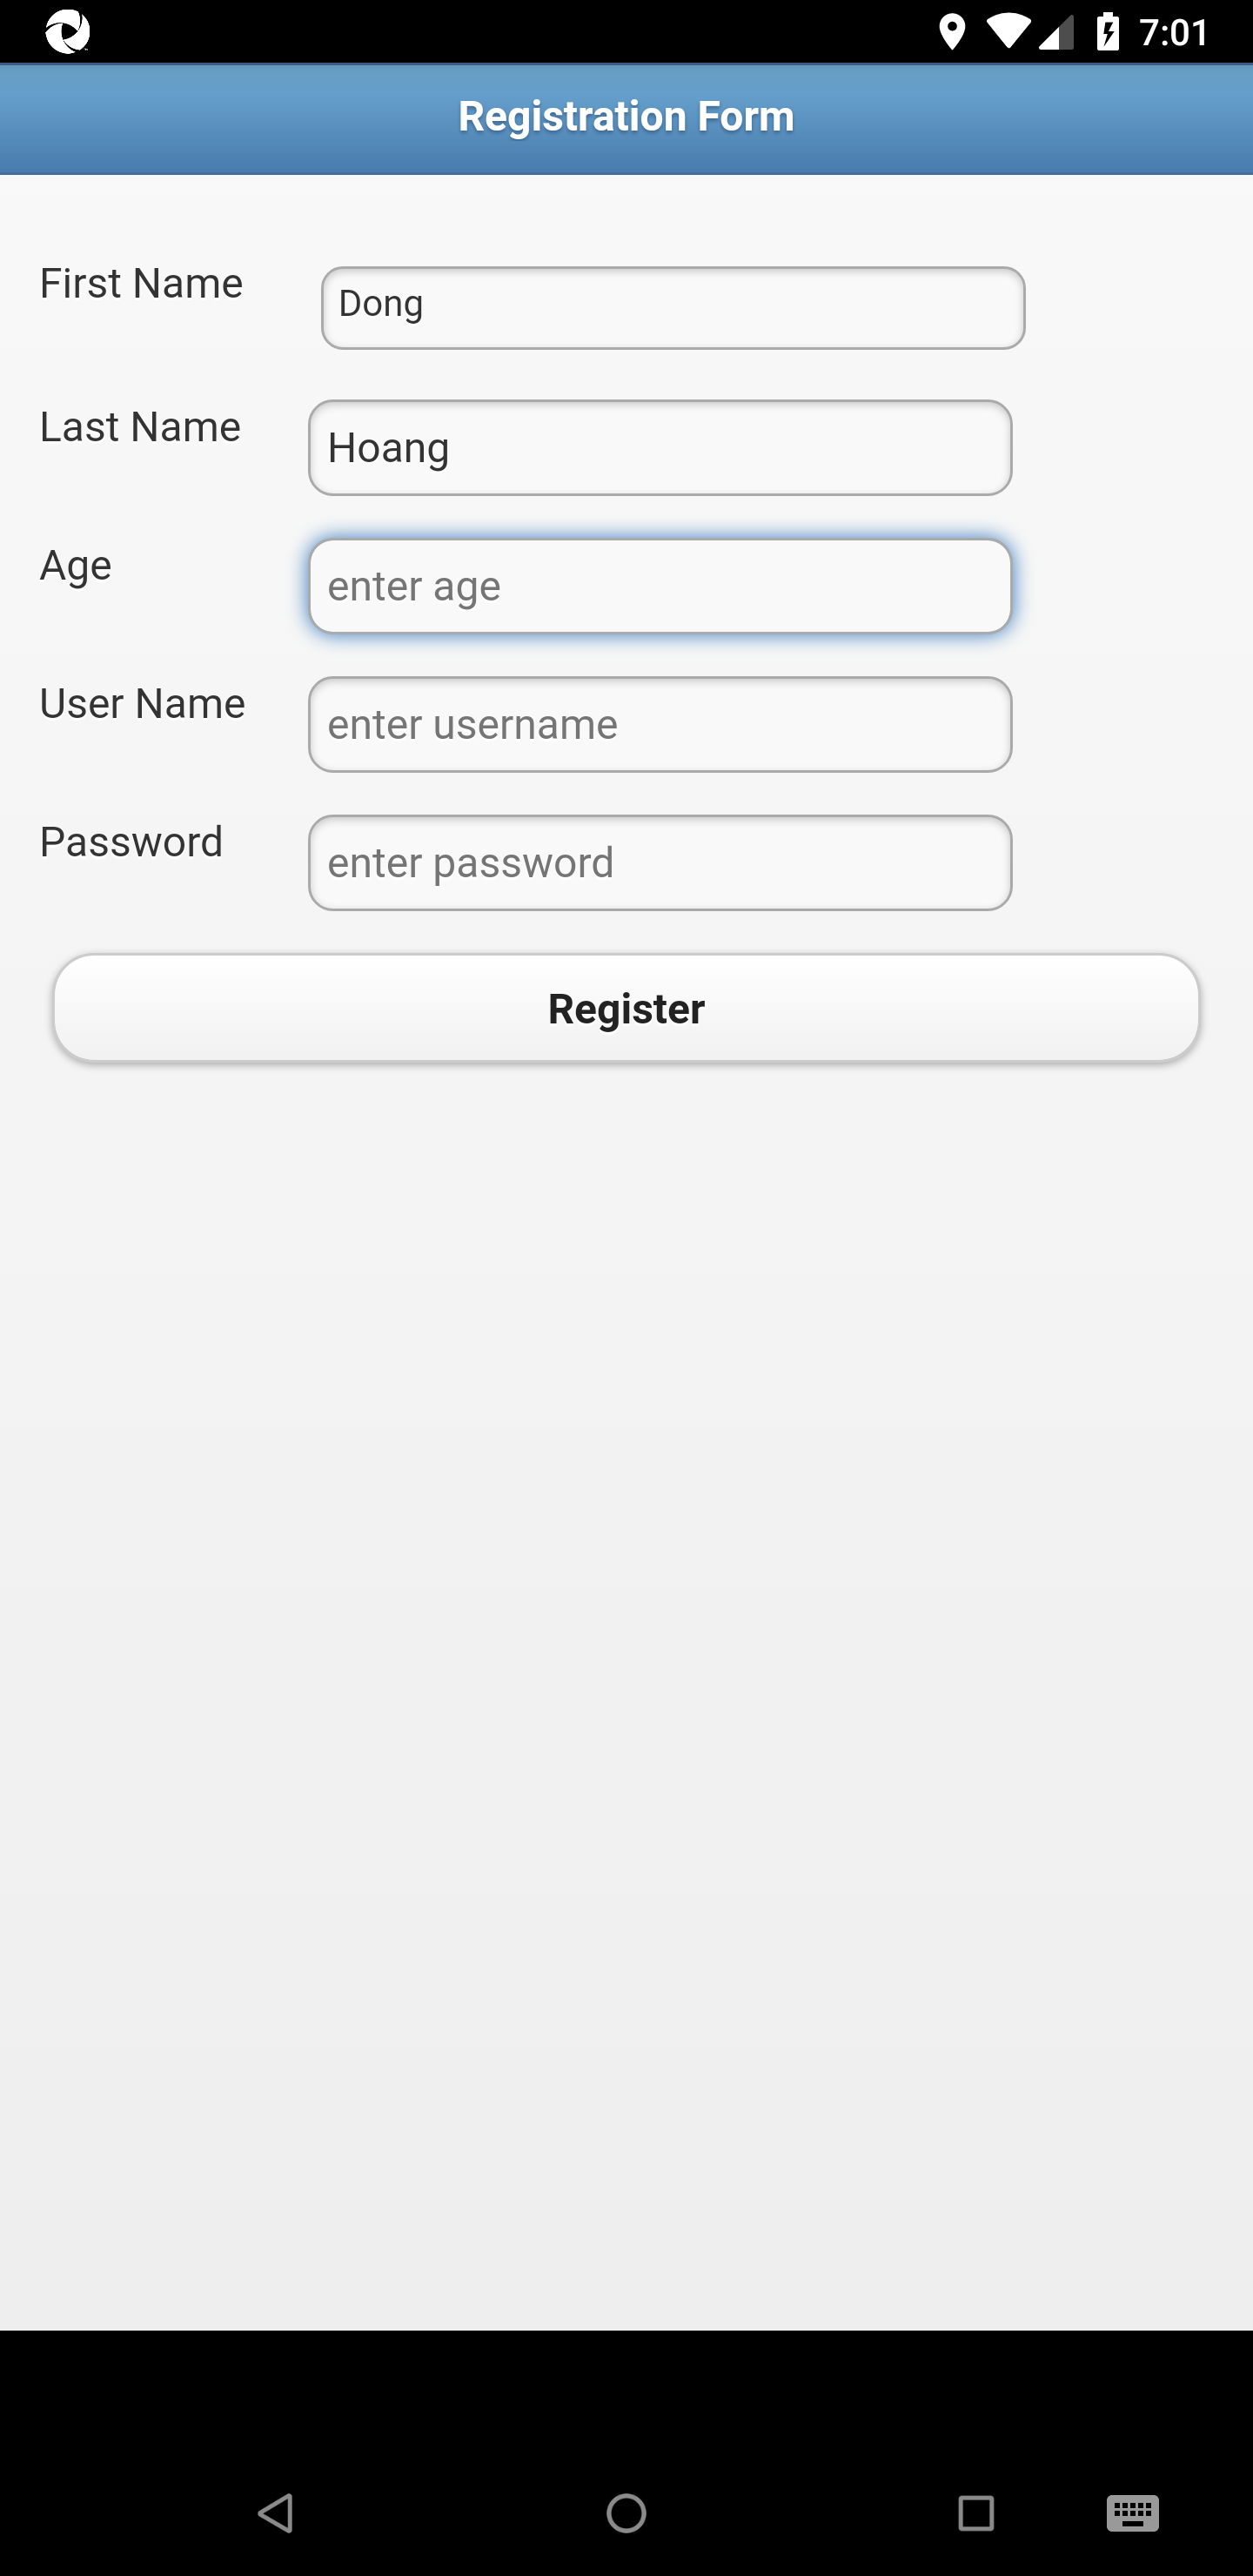 7:01
Registration Form
First Name
Dong
Last Name
Hoang
Age
enter age
User Name
enter username
Password
enter password
Register